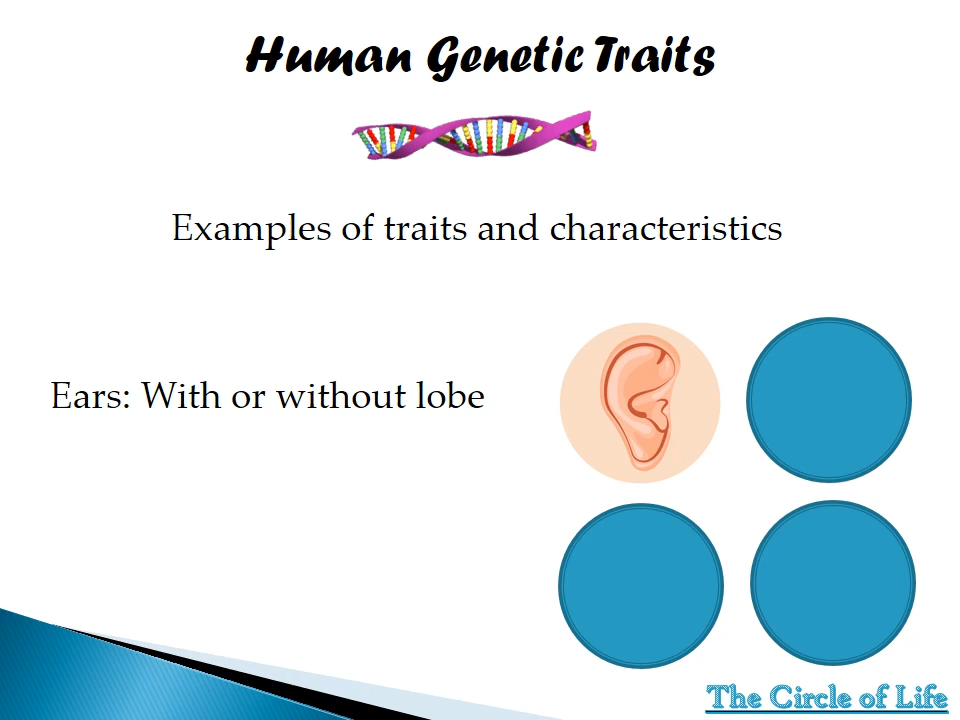 Human Genetic Traits
Examples of traits and characteristics
Ears: With or without lobe
The Circle of Life